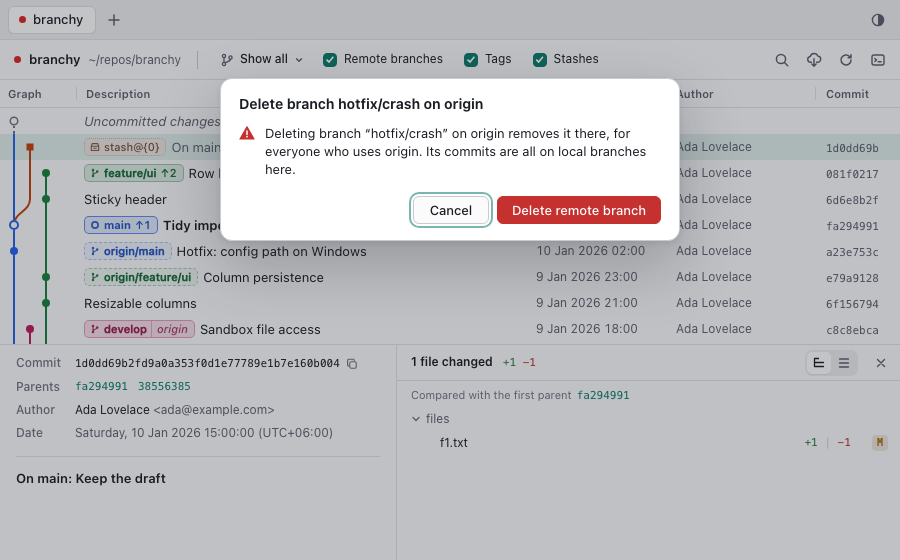 branchy
branchy ~/repos/branchy Show all Remote branches Tags Stashes
Graph Description Author Commit
Uncommitted changes
stash@{0} On main Ada Lovelace 1d0dd69b
feature/ui ↑2 Row Ada Lovelace 081f0217
Sticky header Ada Lovelace 6d6e8b2f
main ↑1 Tidy Ada Lovelace fa294991
origin/main Hotfix: config path on Windows 10 Jan 2026 02:00 Ada Lovelace a23e753c
origin/feature/ui Column persistence 9 Jan 2026 23:00 Ada Lovelace e79a9128
Resizable columns 9 Jan 2026 21:00 Ada Lovelace 6f156794
develop origin Sandbox file access 9 Jan 2026 18:00 Ada Lovelace c8c8ebca
Delete branch hotfix/crash on origin
Deleting branch “hotfix/crash” on origin removes it there, for
everyone who uses origin. Its commits are all on local branches
here.
Cancel Delete remote branch
Commit 1d0dd69b2fd9a0a353f0d1e77789e1b7e160b004
Parents fa294991 38556385
Author Ada Lovelace <ada@example.com>
Date Saturday, 10 Jan 2026 15:00:00 (UTC+06:00)
On main: Keep the draft
1 file changed +1 −1
Compared with the first parent fa294991
files
f1.txt +1 −1 M